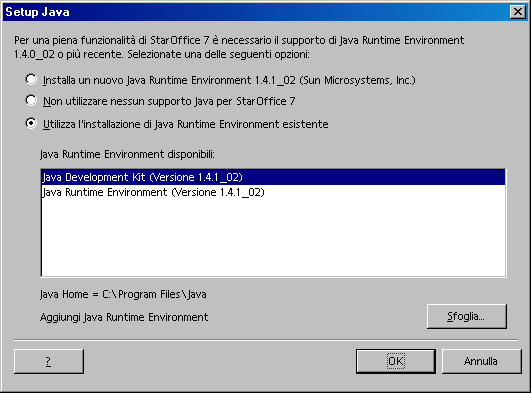 Setup Java
Per una piena funzionalità di StarOffice 7 è necessario il supporto di Java Runtime Environment
1.4.0_02 o più recente. Selezionate una delle seguenti opzioni:
Installa un nuovo Java Runtime Environment 1.4.1_02 (Sun Microsystems, Inc.)
Non utilizzare nessun supporto Java per StarOffice 7
Utilizza l'installazione di Java Runtime Environment esistente
Java Runtime Environment disponibili:
Java Development Kit (Versione 1.4.1_02)
Java Runtime Environment (Versione 1.4.1_02)
Java Home = C:\Program Files\Java
Aggiungi Java Runtime Environment
Sfoglia...
?
OK
Annulla